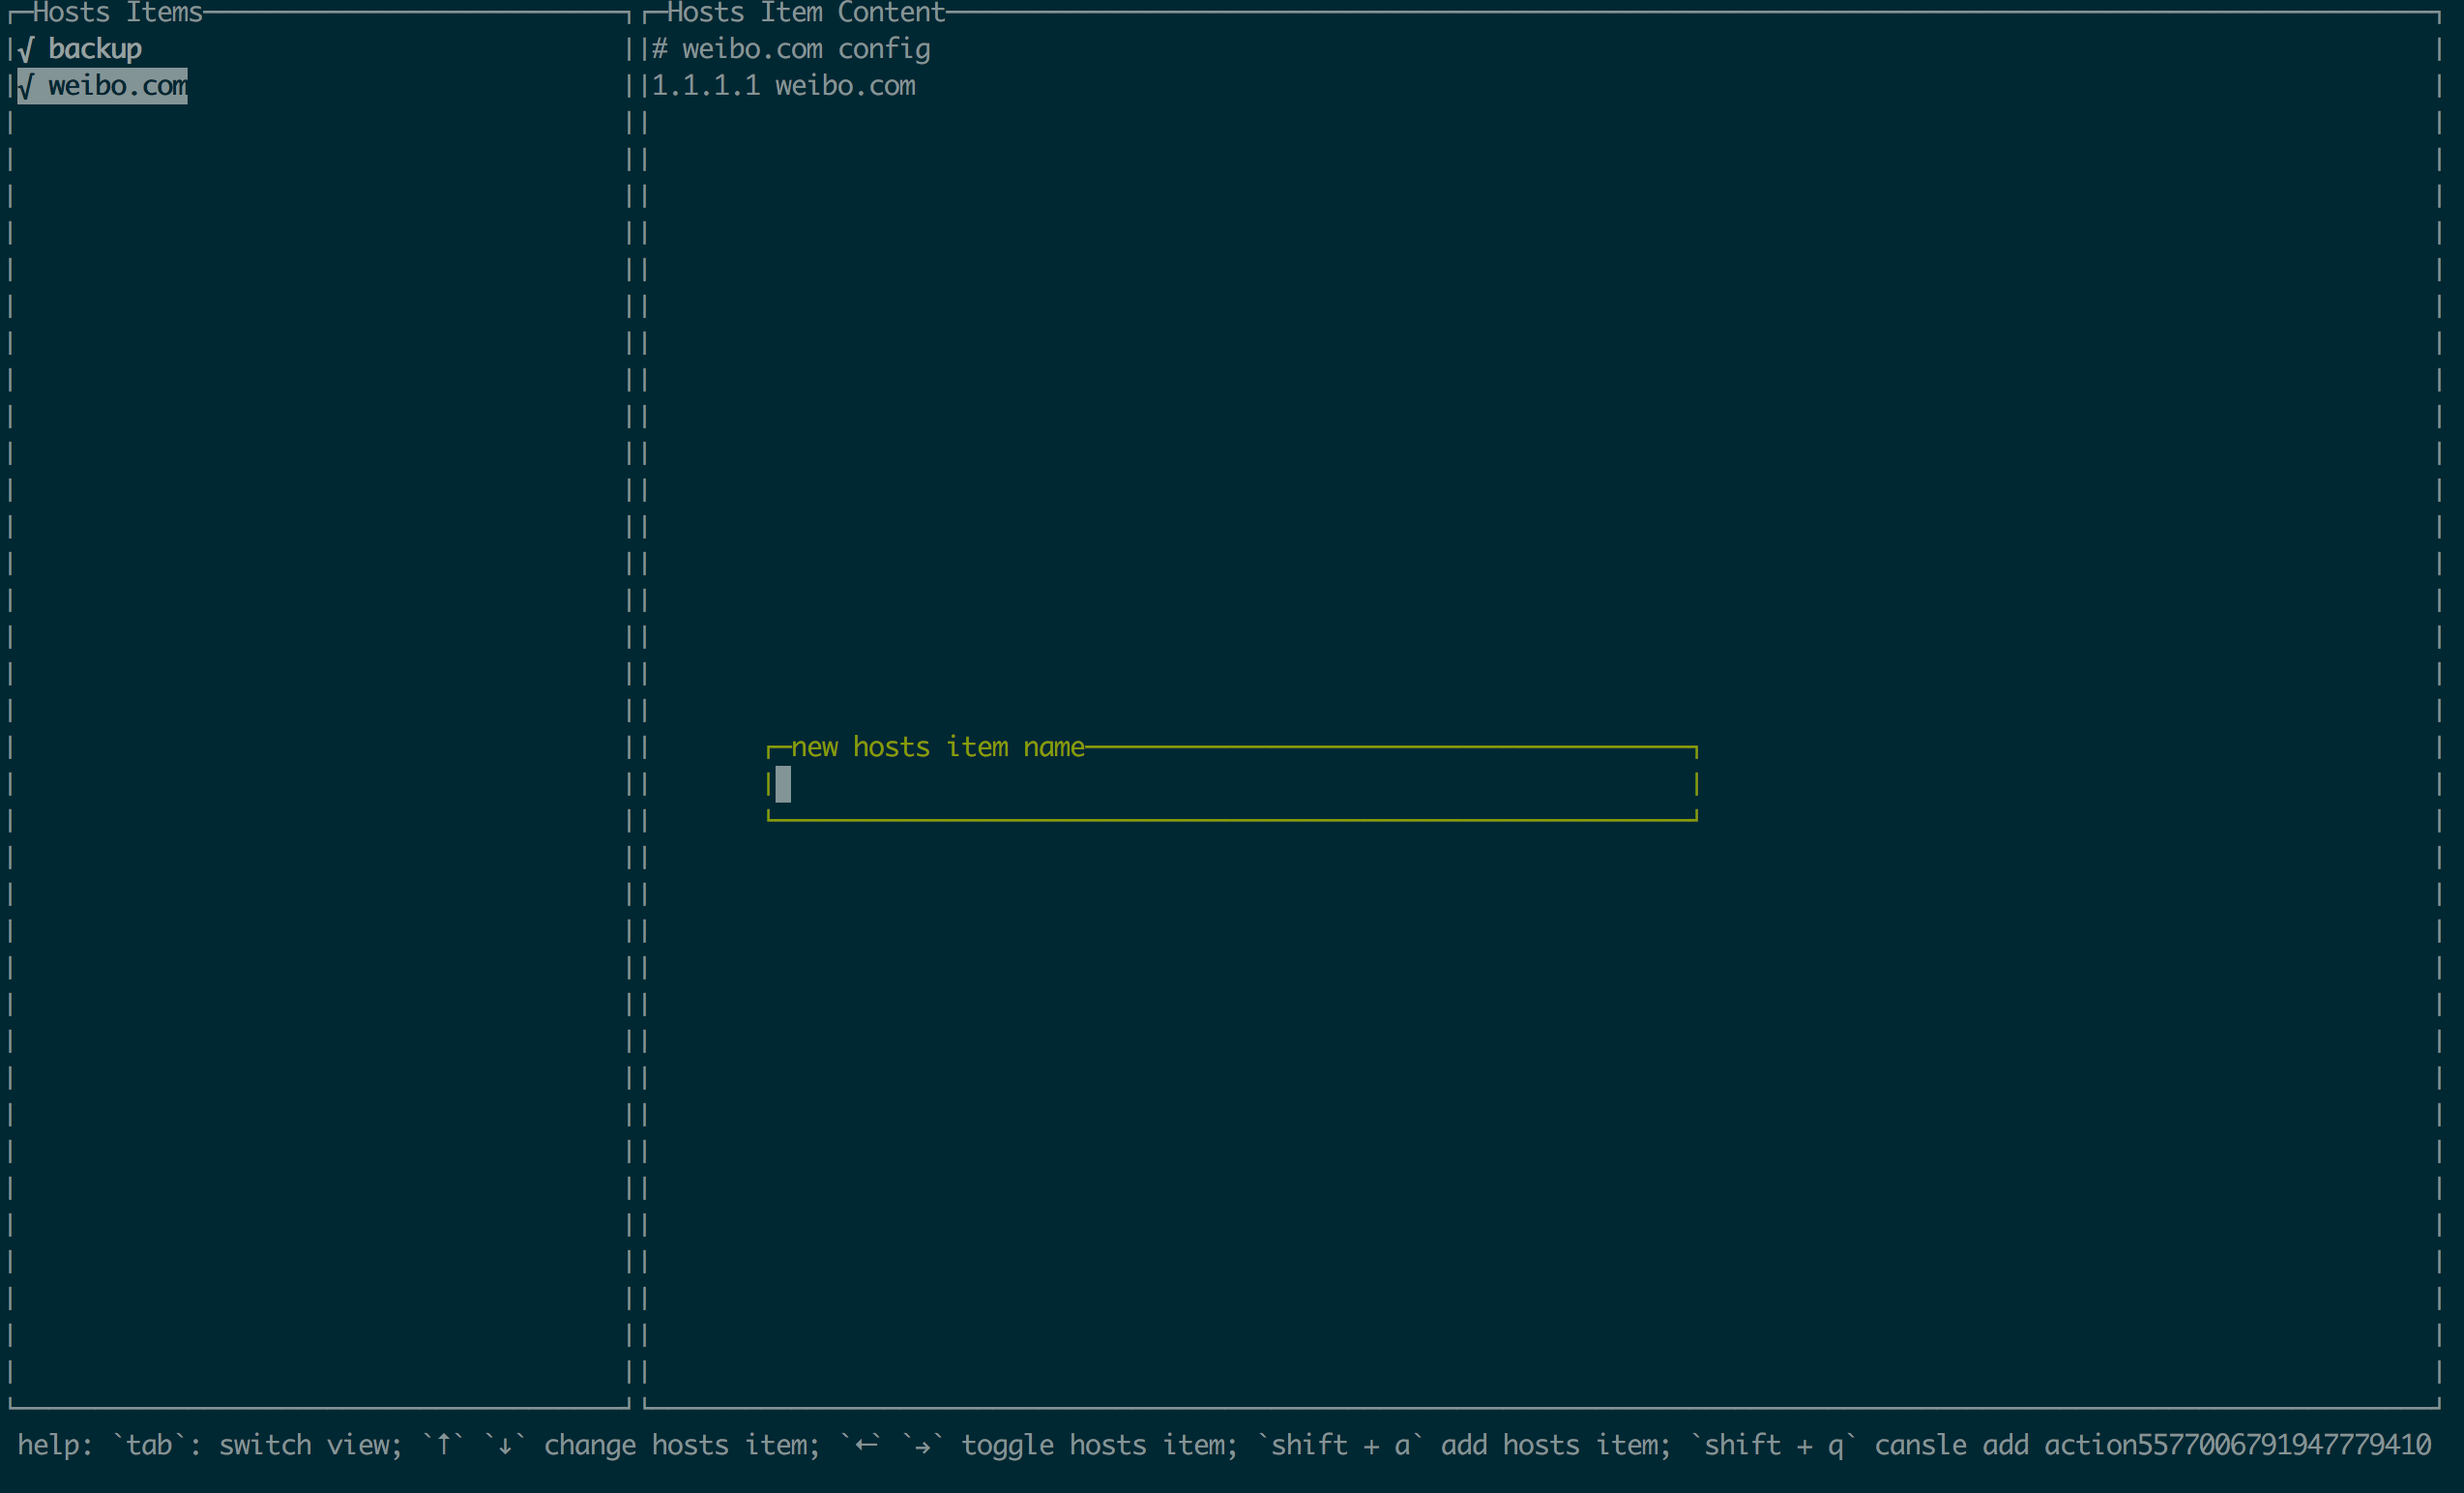 Hosts Items
√ backup
√ weibo.com
Hosts Item Content
# weibo.com config
1.1.1.1 weibo.com
new hosts item name
help: `tab`: switch view; `↑` `↓` change hosts item; `←` `→` toggle hosts item; `shift + a` add hosts item; `shift + q` cansle add action5577006791947779410